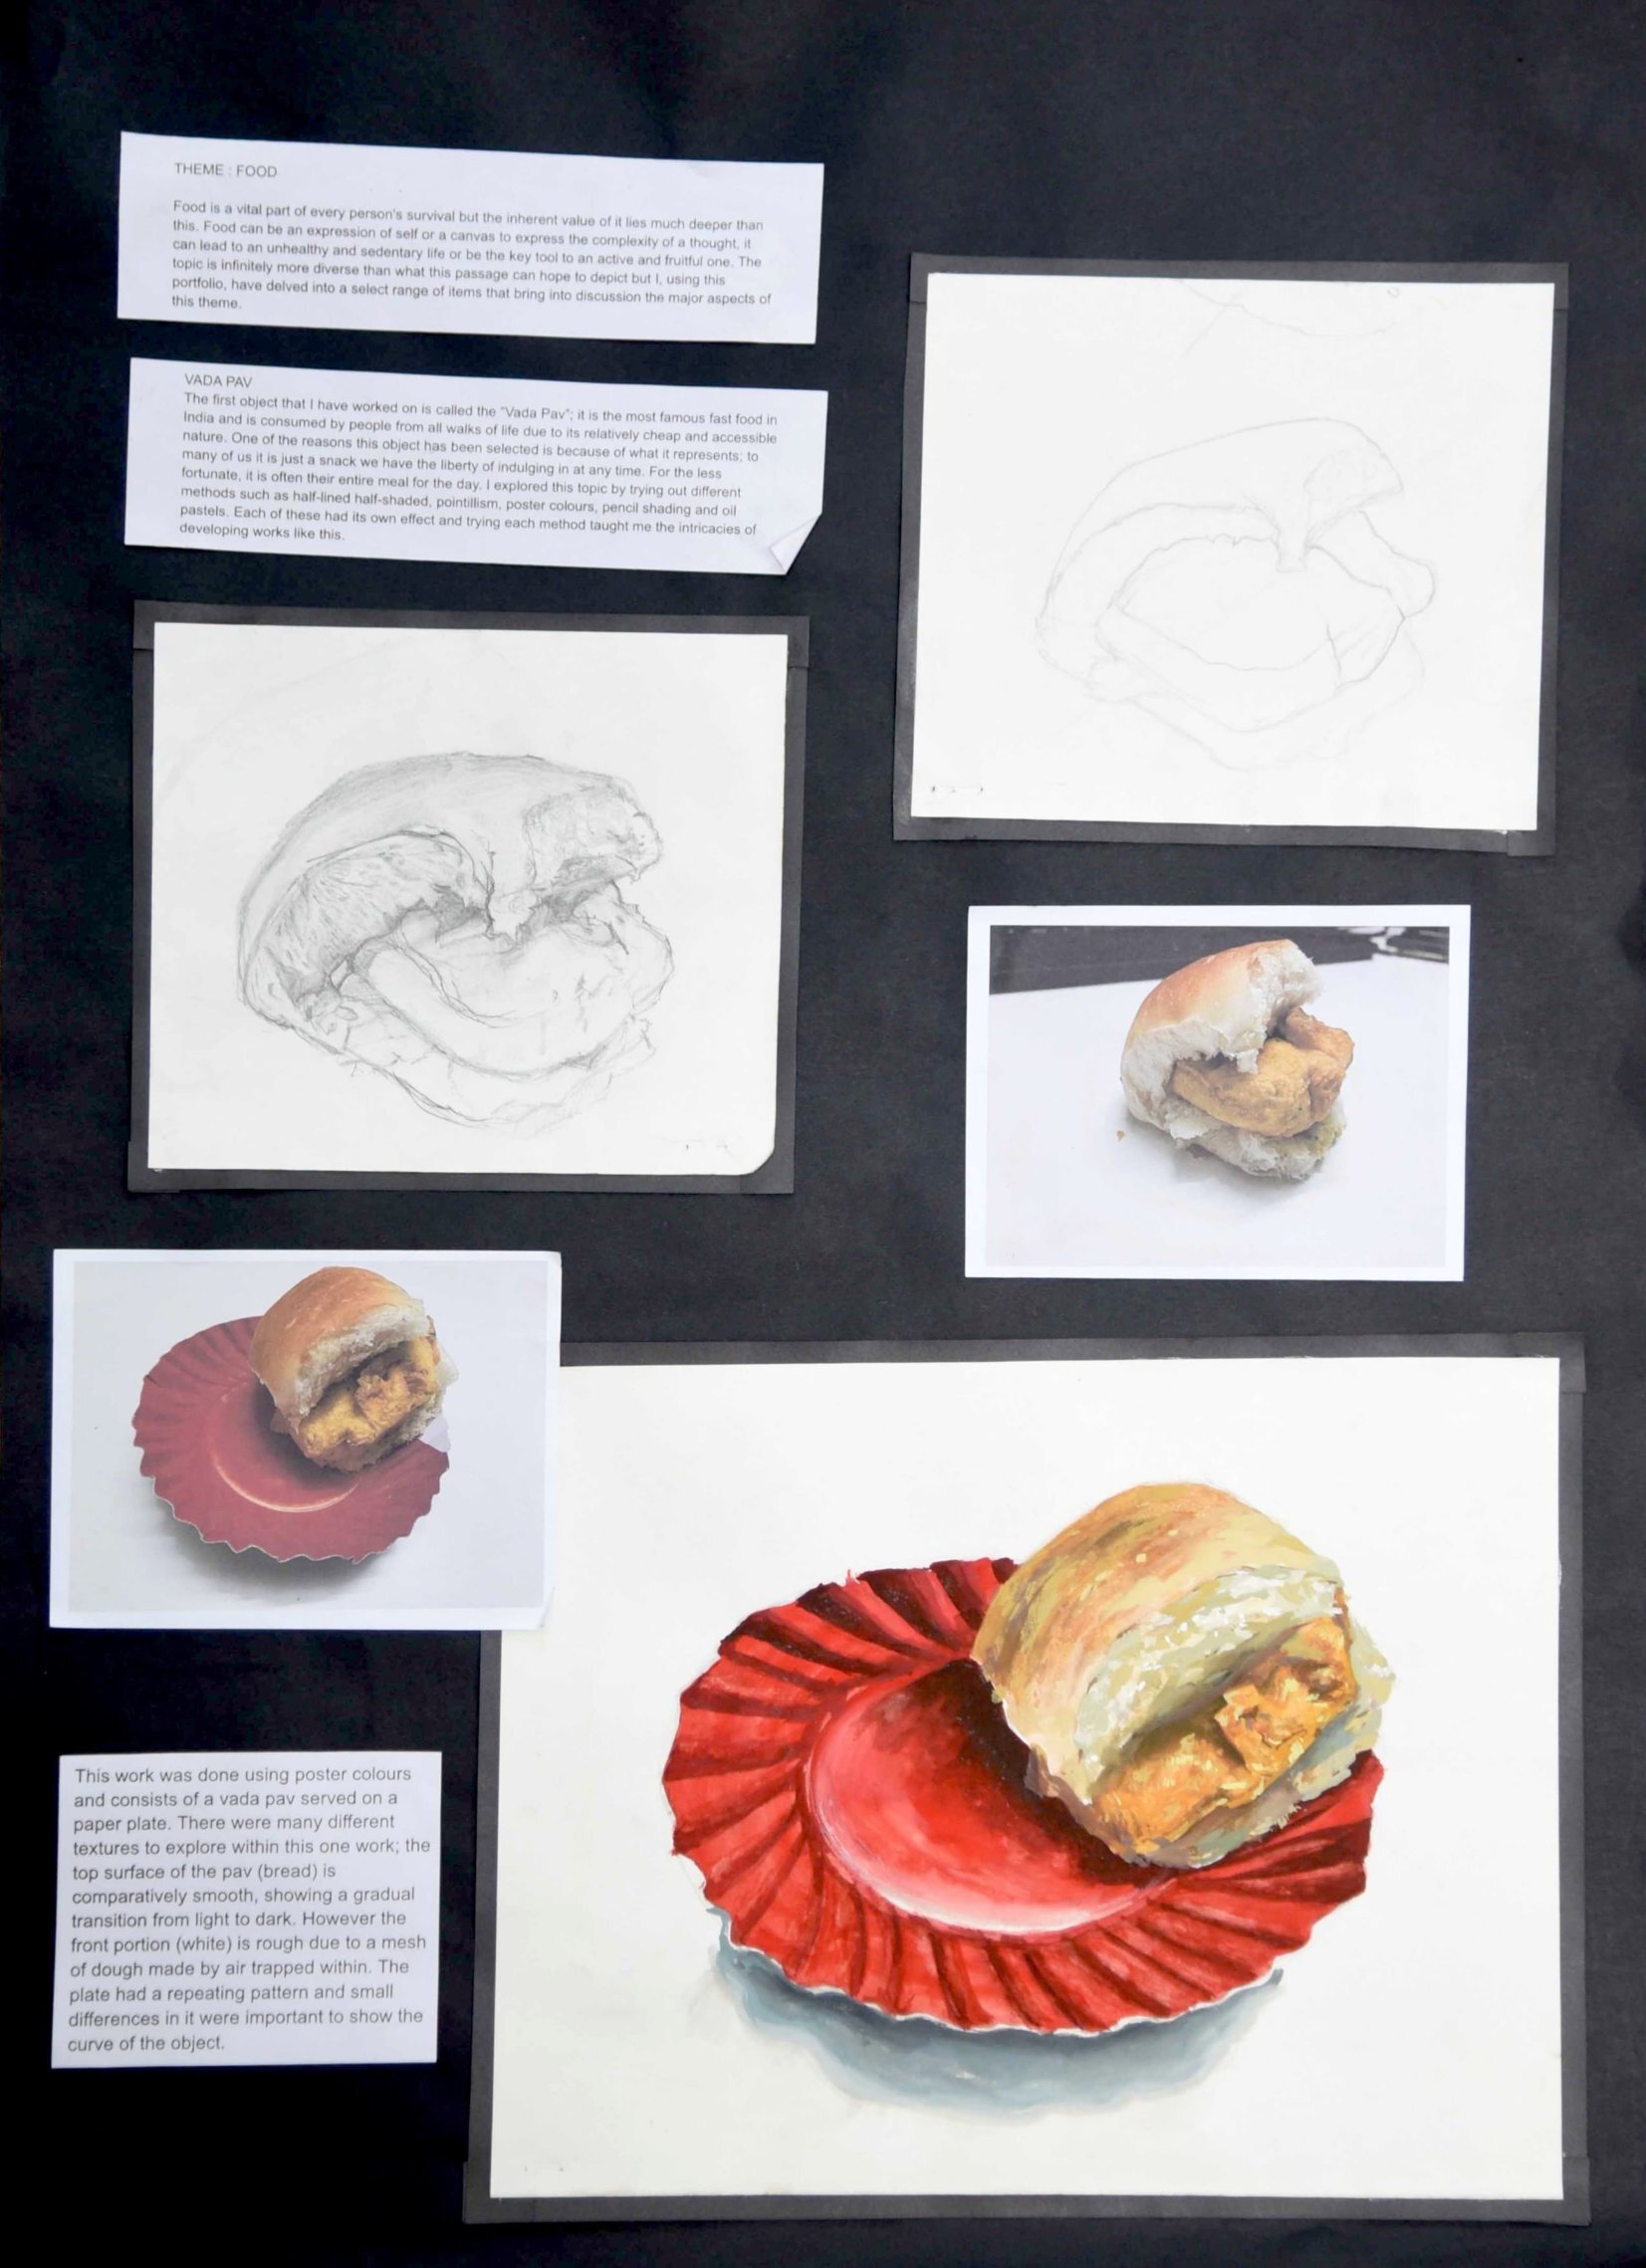 THEME : FOOD
Food is a vital part of every person's survival but the inherent value of it lies much deeper than
this. Food can be an expression of self or a canvas to express the complexity of a thought, it
can lead to an unhealthy and sedentary life or be the key tool to an active and fruitful one. The
topic is infinitely more diverse than what this passage can hope to depict but I, using this
portfolio, have delved into a select range of items that bring into discussion the major aspects of
this theme.
VADA PAV
The first object that I have worked on is called the "Vada Pav"; it is the most famous fast food in
India and is consumed by people from all walks of life due to its relatively cheap and accessible
nature. One of the reasons this object has been selected is because of what it represents; to
many of us it is just a snack we have the liberty of indulging in at any time. For the less
fortunate, it is often their entire meal for the day. I explored this topic by trying out different
methods such as half-lined half-shaded, pointillism, poster colours, pencil shading and oil
pastels. Each of these had its own effect and trying each method taught me the intricacies of
developing works like this.
This work was done using poster colours
and consists of a vada pav served on a
paper plate. There were many different
textures to explore within this one work; the
top surface of the pav (bread) is
comparatively smooth, showing a gradual
transition from light to dark. However the
front portion (white) is rough due to a mesh
of dough made by air trapped within. The
plate had a repeating pattern and small
differences in it were important to show the
curve of the object.